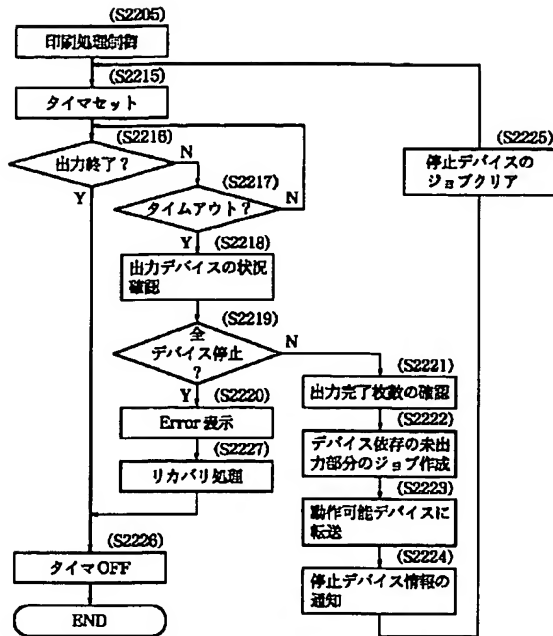 (S2205)
印刷処理制御
(S2215)
タイマセット
(S2216)
出力終了?
N
Y
(S2217)
タイムアウト?
N
Y
(S2218)
出力デバイスの状況
確認
(S2219)
全
デバイス停止
?
N
Y
(S2220)
Error表示
(S2227)
リカバリ処理
(S2221)
出力完了枚数の確認
(S2222)
デバイス依存の未出
力部分のジョブ作成
(S2223)
動作可能デバイスに
転送
(S2224)
停止デバイス情報の
通知
(S2225)
停止デバイスの
ジョブクリア
(S2226)
タイマOFF
END